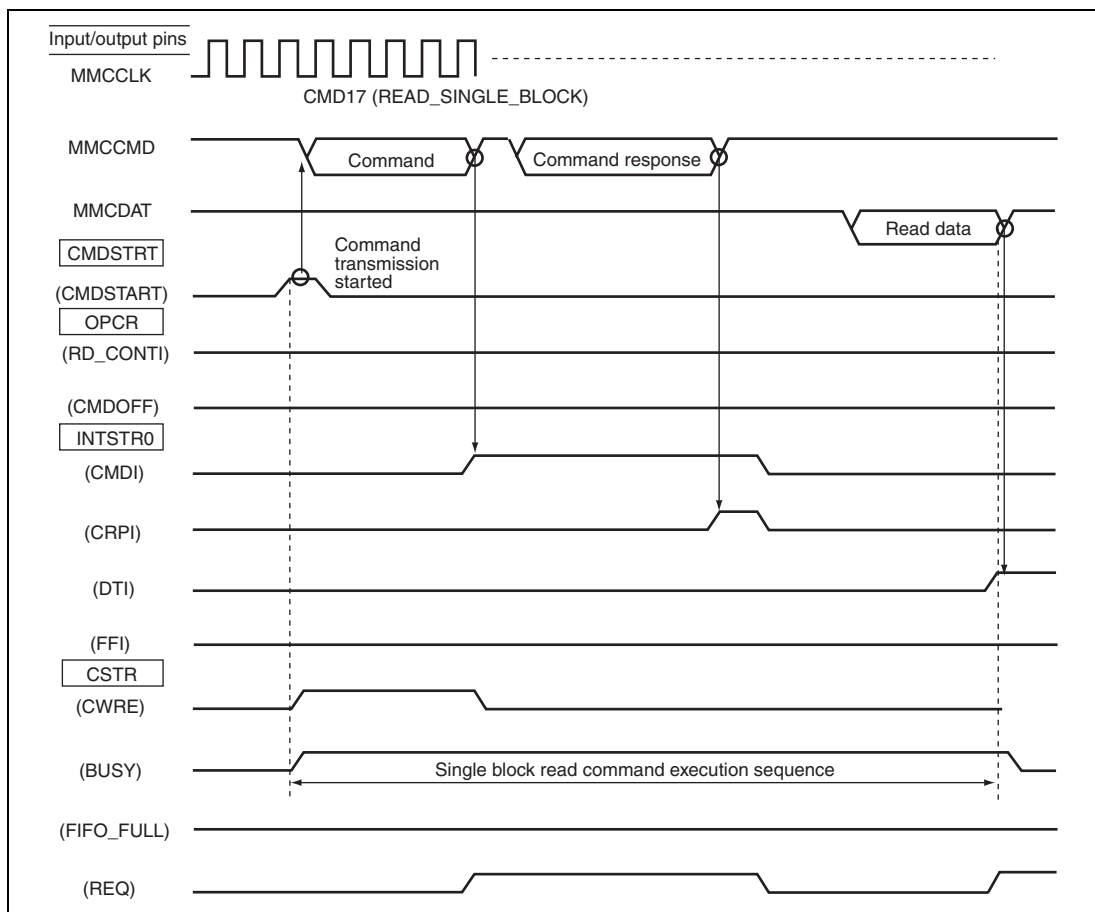 Input/output pins
MMCCLK
CMD17 (READ_SINGLE_BLOCK)
MMCCMD
Command
Command response
MMCDAT
Read data
CMDSTRT
Command
transmission
started
(CMDSTART)
OPCR
(RD_CONTI)
(CMDOFF)
INTSTR0
(CMDI)
(CRPI)
(DTI)
(FFI)
CSTR
(CWRE)
(BUSY)
Single block read command execution sequence
(FIFO_FULL)
(REQ)